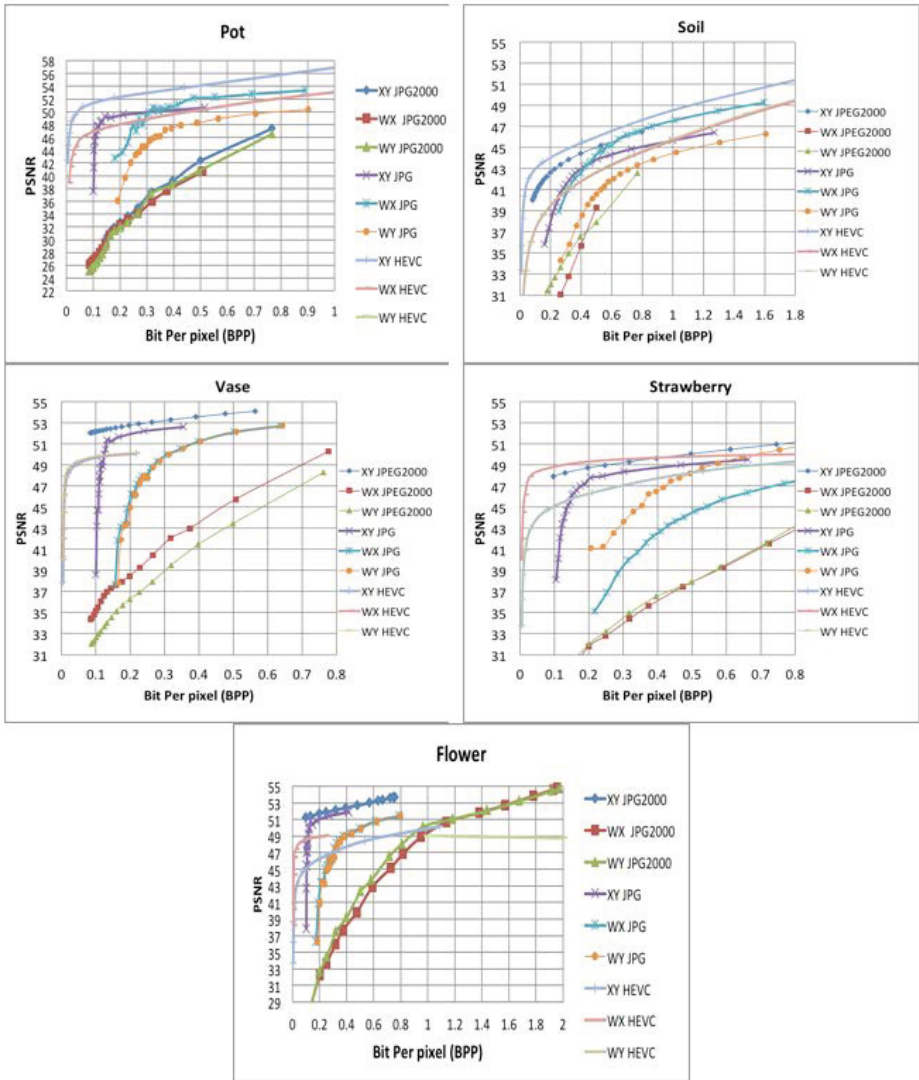 Pot
58
56
54
52
50
48
46
44
42
40
38
36
34
32
30
28
26
24
22
PSNR
0 0.1 0.2 0.3 0.4 0.5 0.6 0.7 0.8 0.9 1
Bit Per pixel (BPP)
XY JPG2000
WX JPG2000
WY JPG2000
XY JPG
WX JPG
WY JPG
XY HEVC
WX HEVC
WY HEVC
Soil
55
53
51
49
47
45
43
41
39
37
35
33
31
PSNR
0 0.2 0.4 0.6 0.8 1 1.2 1.4 1.6 1.8
Bit Per pixel (BPP)
XY JPEG2000
WX JPEG2000
WY JPEG2000
XY JPG
WX JPG
WY JPG
XY HEVC
WX HEVC
WY HEVC
Vase
55
53
51
49
47
45
43
41
39
37
35
33
31
PSNR
0 0.1 0.2 0.3 0.4 0.5 0.6 0.7 0.8
Bit Per pixel (BPP)
XY JPEG2000
WX JPEG2000
WY JPEG2000
XY JPG
WX JPG
WY JPG
XY HEVC
WX HEVC
WY HEVC
Strawberry
55
53
51
49
47
45
43
41
39
37
35
33
31
PSNR
0 0.1 0.2 0.3 0.4 0.5 0.6 0.7 0.8
Bit Per pixel (BPP)
XY JPEG2000
WX JPEG2000
WY JPEG2000
XY JPG
WX JPG
WY JPG
XY HEVC
WX HEVC
WY HEVC
Flower
55
53
51
49
47
45
43
41
39
37
35
33
31
29
PSNR
0 0.2 0.4 0.6 0.8 1 1.2 1.4 1.6 1.8 2
Bit Per pixel (BPP)
XY JPG2000
WX JPG2000
WY JPG2000
XY JPG
WX JPG
WY JPG
XY HEVC
WX HEVC
WY HEVC